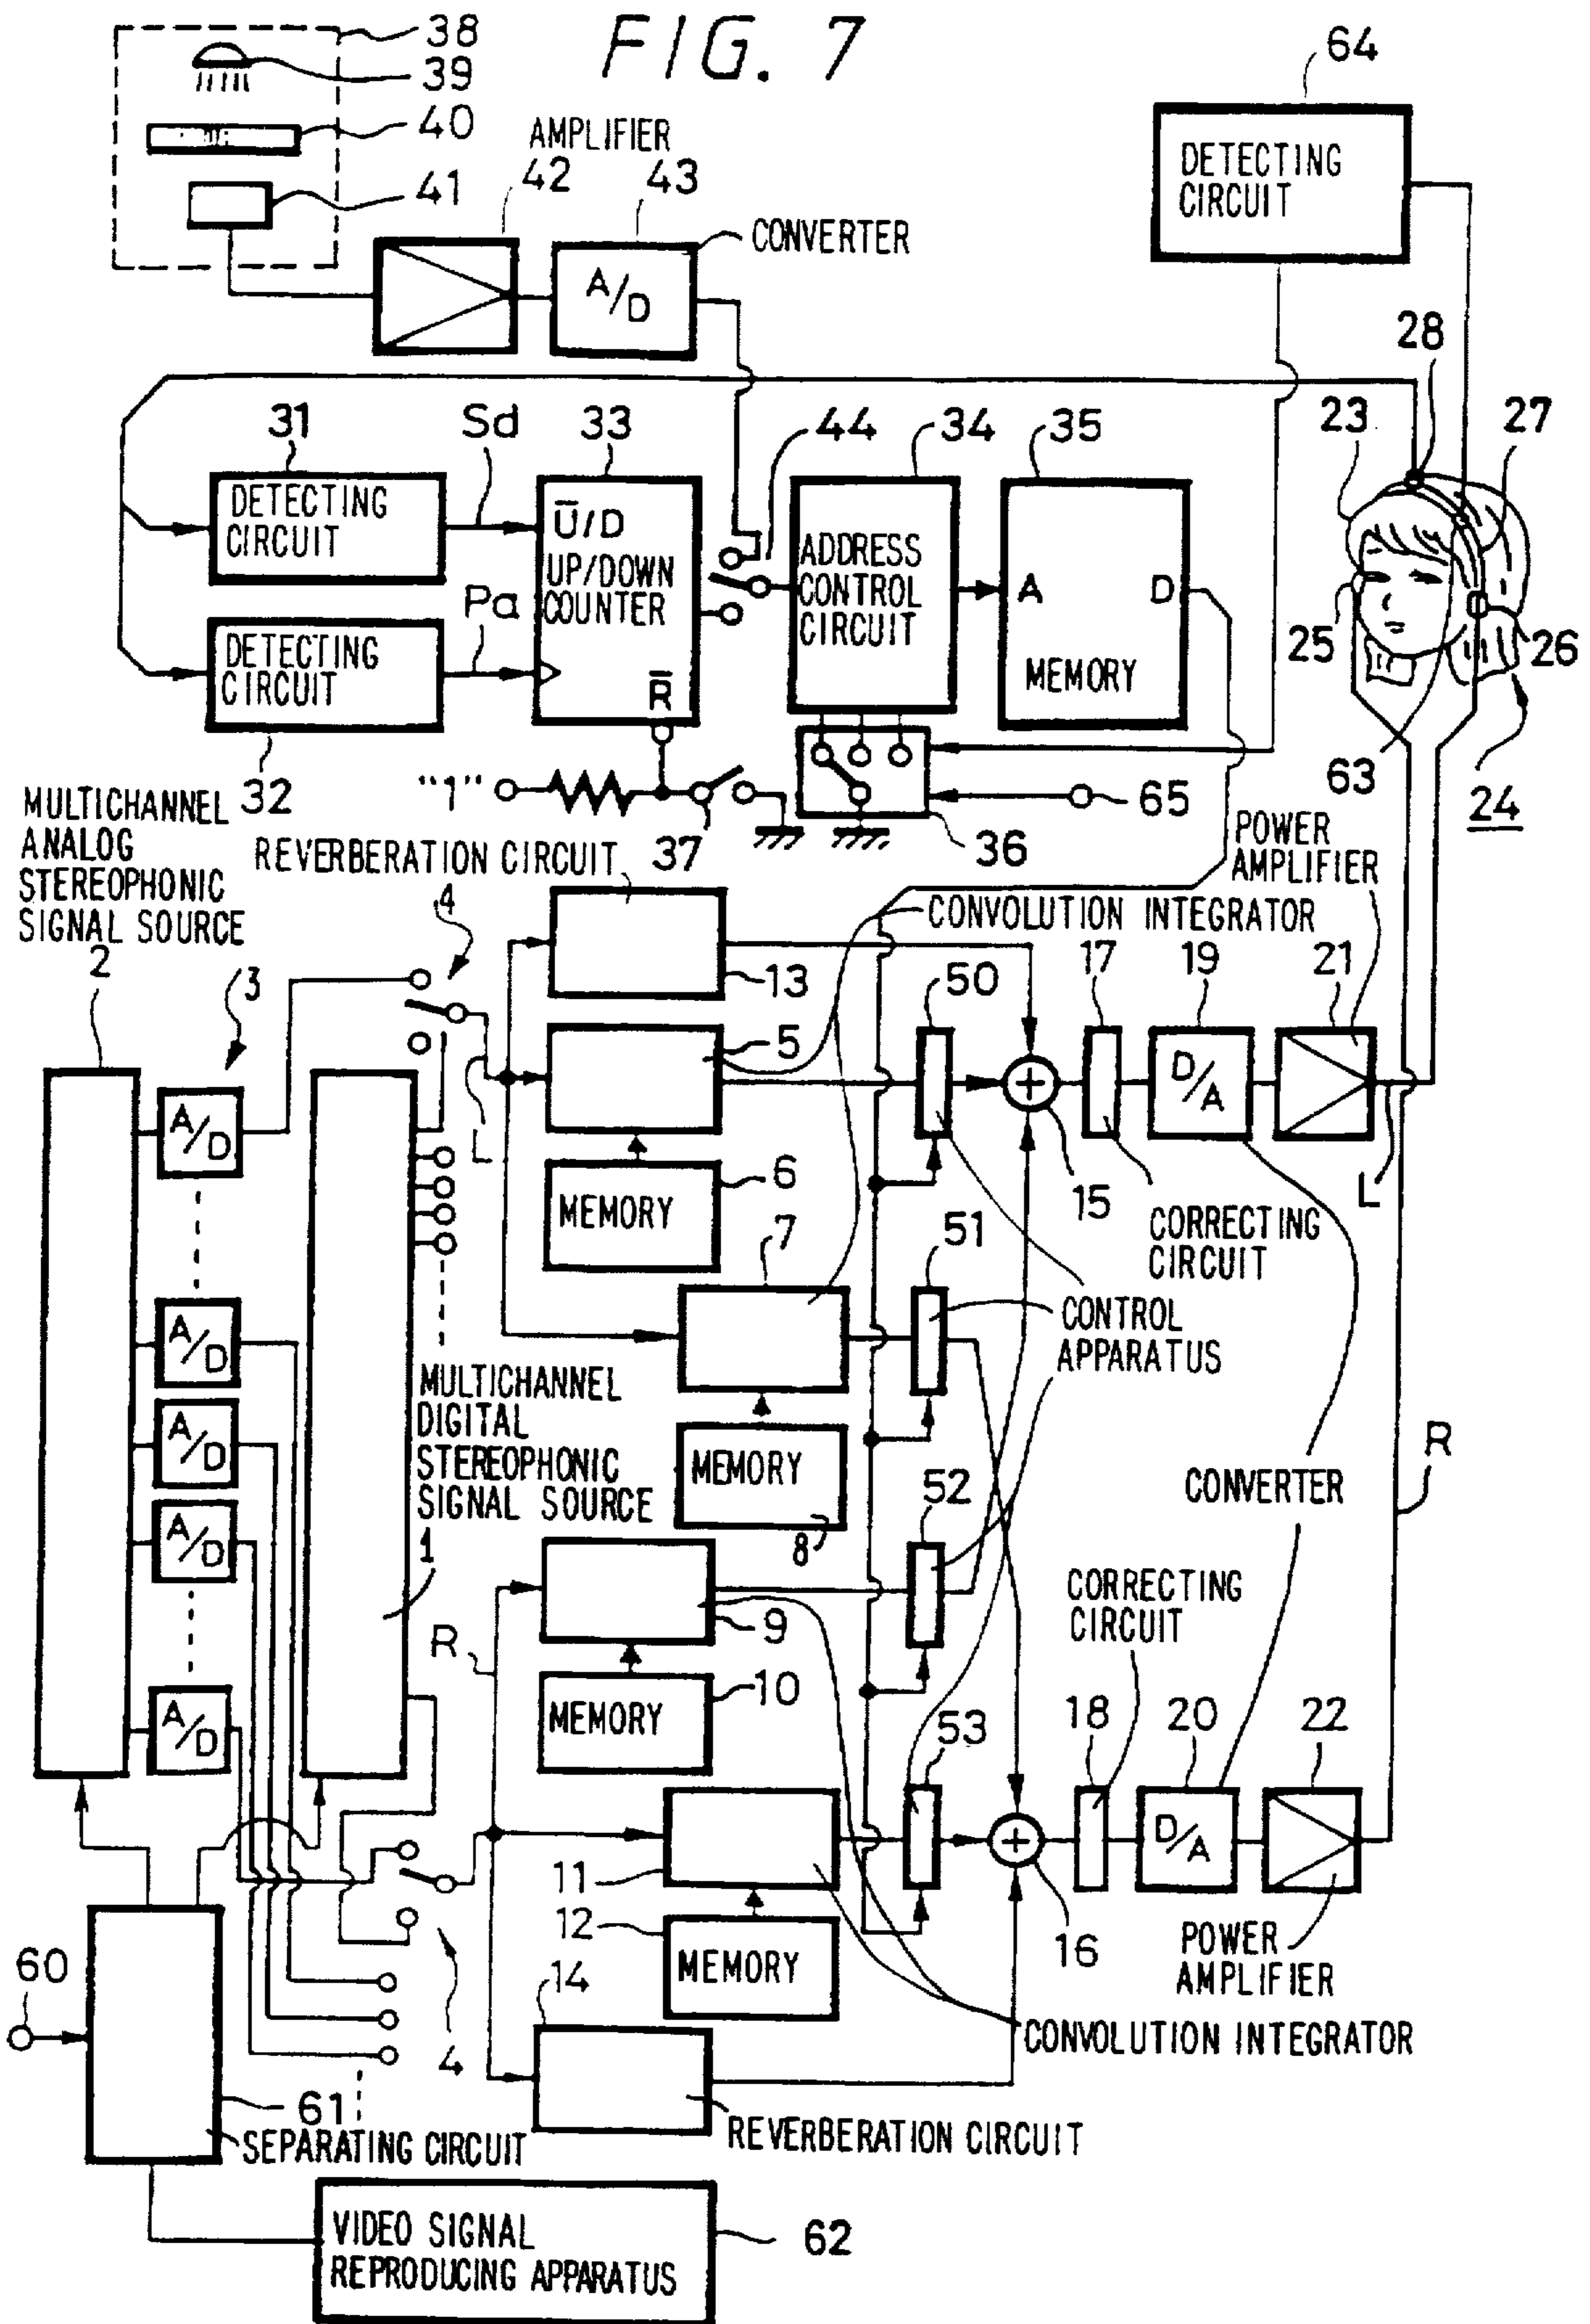 FIG. 7
38
39
40
41
AMPLIFIER
42
43
CONVERTER
A/D
64
DETECTING
CIRCUIT
28
23
27
31
Sd
33
44
34
35
DETECTING
CIRCUIT
U̅/D
UP/DOWN
COUNTER
ADDRESS
CONTROL
CIRCUIT
A
D
MEMORY
Pa
DETECTING
CIRCUIT
R̅
25
26
32
"1"
37
36
65
63
24
MULTICHANNEL
ANALOG
STEREOPHONIC
SIGNAL SOURCE
REVERBERATION CIRCUIT
POWER
AMPLIFIER
2
3
4
13
CONVOLUTION INTEGRATOR
50
17
19
21
5
A/D
L
D/A
15
L
MEMORY
6
CORRECTING
CIRCUIT
7
51
A/D
CONTROL
APPARATUS
MULTICHANNEL
DIGITAL
STEREOPHONIC
SIGNAL SOURCE
A/D
MEMORY
8
52
CONVERTER
R
A/D
1
9
CORRECTING
CIRCUIT
R
MEMORY
10
A/D
53
18
20
22
11
D/A
12
MEMORY
16
POWER
AMPLIFIER
60
4
14
CONVOLUTION INTEGRATOR
61
SEPARATING CIRCUIT
REVERBERATION CIRCUIT
VIDEO SIGNAL
REPRODUCING APPARATUS
62